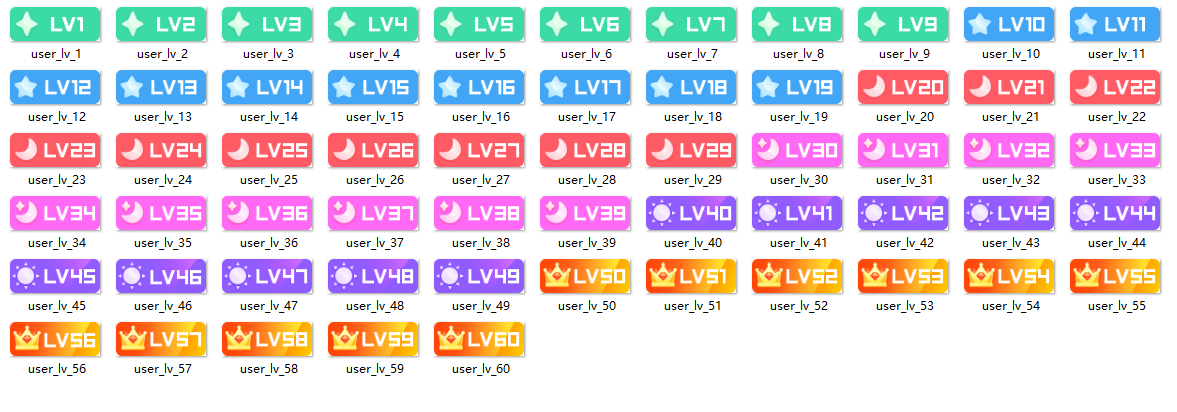 LV1 LV2 LV3 LV4 LV5 LV6 LV7 LV8 LV9 LV10 LV11
user_lv_1 user_lv_2 user_lv_3 user_lv_4 user_lv_5 user_lv_6 user_lv_7 user_lv_8 user_lv_9 user_lv_10 user_lv_11
LV12 LV13 LV14 LV15 LV16 LV17 LV18 LV19 LV20 LV21 LV22
user_lv_12 user_lv_13 user_lv_14 user_lv_15 user_lv_16 user_lv_17 user_lv_18 user_lv_19 user_lv_20 user_lv_21 user_lv_22
LV23 LV24 LV25 LV26 LV27 LV28 LV29 LV30 LV31 LV32 LV33
user_lv_23 user_lv_24 user_lv_25 user_lv_26 user_lv_27 user_lv_28 user_lv_29 user_lv_30 user_lv_31 user_lv_32 user_lv_33
LV34 LV35 LV36 LV37 LV38 LV39 LV40 LV41 LV42 LV43 LV44
user_lv_34 user_lv_35 user_lv_36 user_lv_37 user_lv_38 user_lv_39 user_lv_40 user_lv_41 user_lv_42 user_lv_43 user_lv_44
LV45 LV46 LV47 LV48 LV49 LV50 LV51 LV52 LV53 LV54 LV55
user_lv_45 user_lv_46 user_lv_47 user_lv_48 user_lv_49 user_lv_50 user_lv_51 user_lv_52 user_lv_53 user_lv_54 user_lv_55
LV56 LV57 LV58 LV59 LV60
user_lv_56 user_lv_57 user_lv_58 user_lv_59 user_lv_60